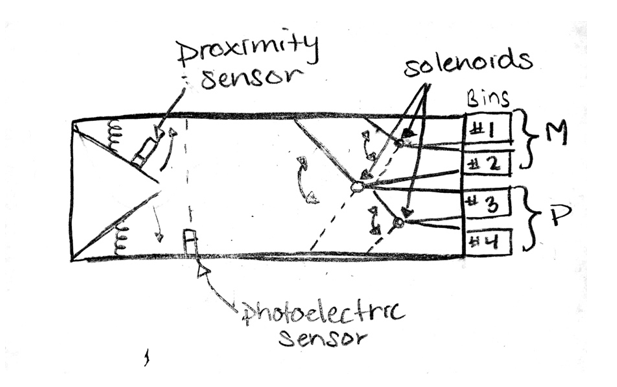 proximity
sensor
solenoids
Bins
#1
#2
M
#3
#4
P
photoelectric
sensor